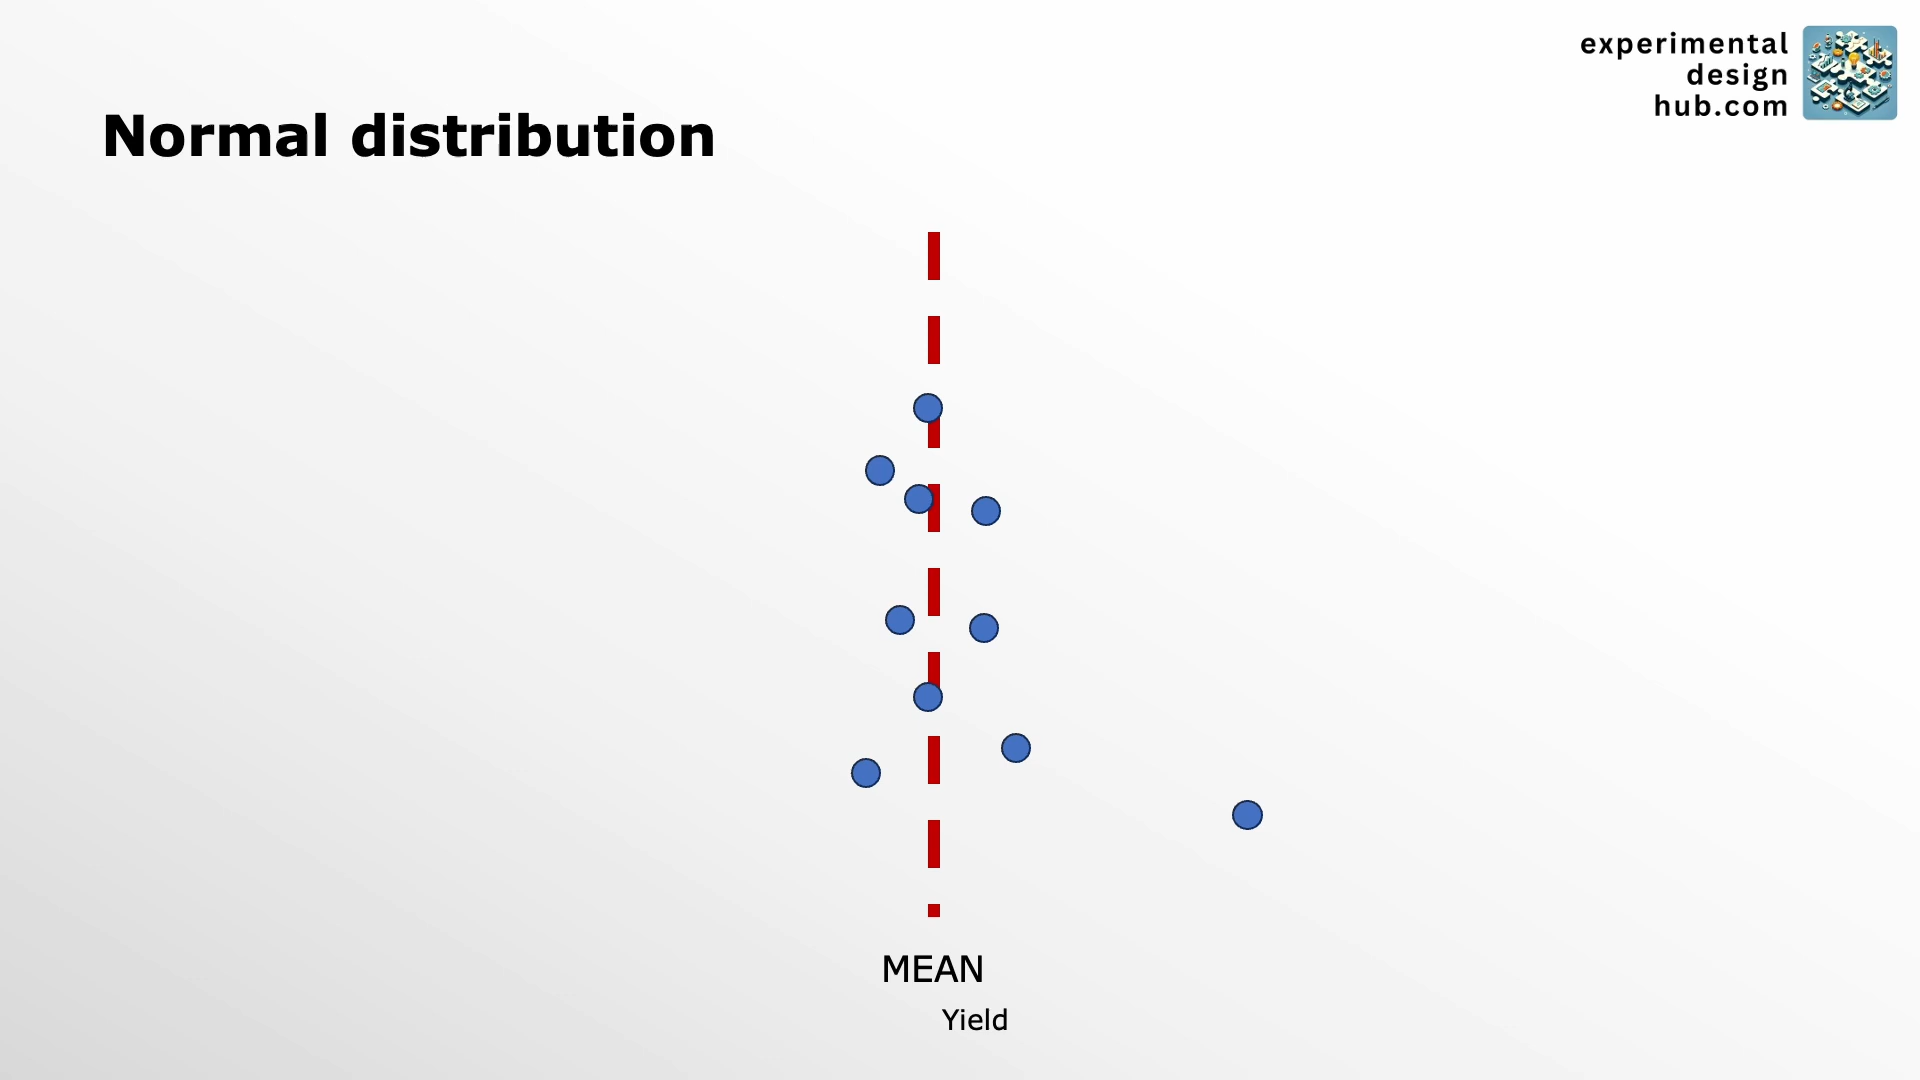 experimental
design
hub.com
Normal distribution
MEAN
Yield